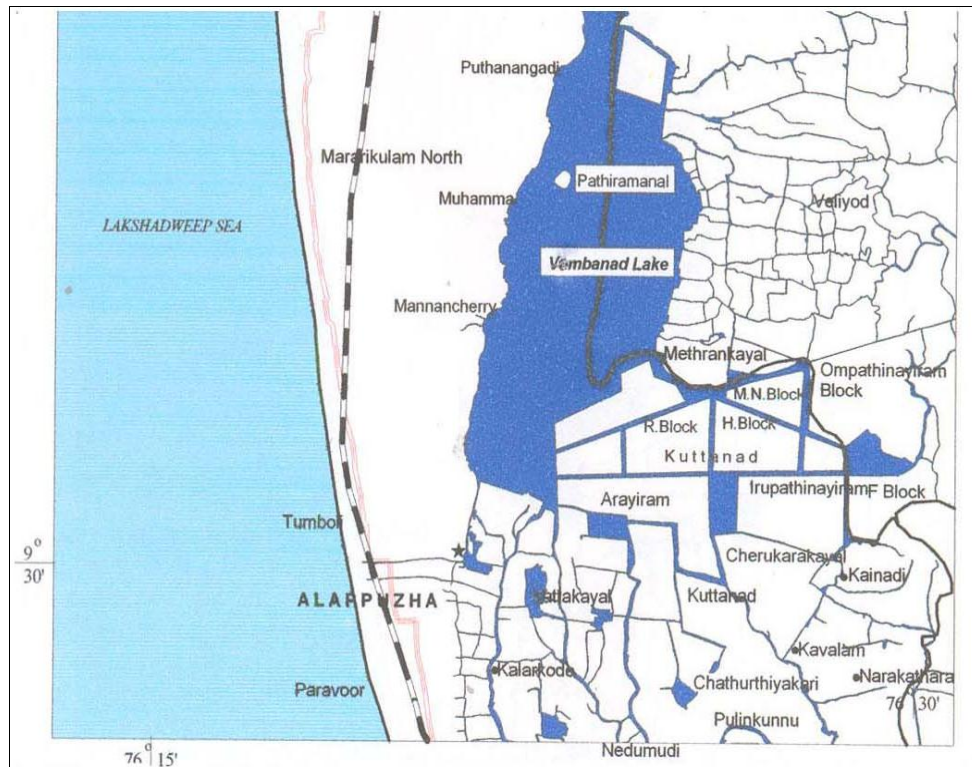 Puthanangadi
Mararikulam North
Pathiramanal
Muhamma
Valiyod
LAKSHADWEEP SEA
Vembanad Lake
Mannancherry
Methrankayal
Ompathinayiram
Block
M.N.Block
R.Block
H.Block
Kuttanad
Irupathinayiram
F Block
Arayiram
Tumboli
9° 30'
Cherukarakayal
Kainadi
ALAPPUZHA
Vattakayal
Kuttanad
Kavalam
Kalarkode
Narakathara
Paravoor
Chathurthiyakari
76 30'
Pulinkunnu
Nedumudi
76° 15'